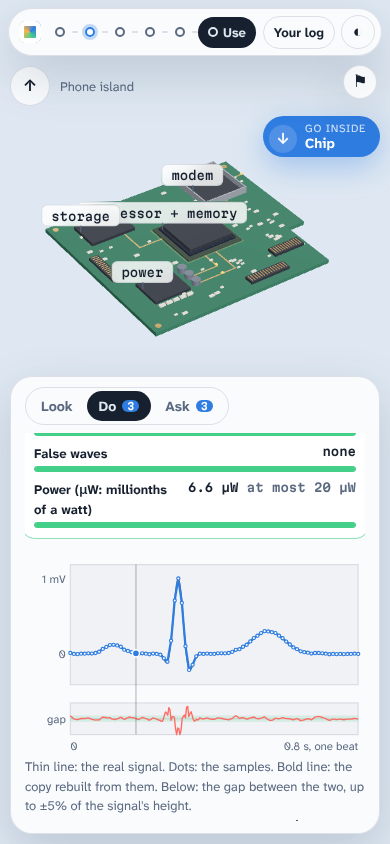 Use
Your log
Phone island
GO INSIDE
Chip
modem
storage
essor + memory
power
Look
Do 3
Ask 3
False waves none
Power (µW: millionths of a watt) 6.6 µW at most 20 µW
1 mV
0
gap
0 0.8 s, one beat
Thin line: the real signal. Dots: the samples. Bold line: the
copy rebuilt from them. Below: the gap between the two, up
to ±5% of the signal's height.